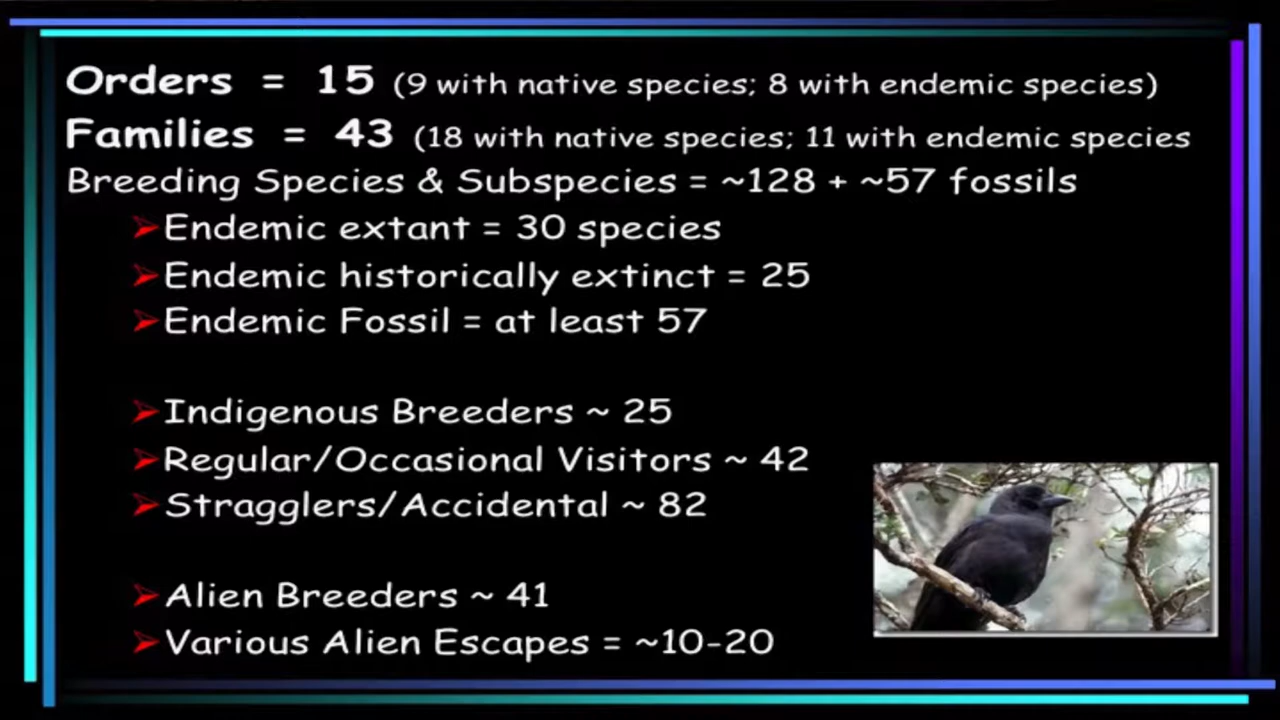 Orders = 15 (9 with native species; 8 with endemic species)
Families = 43 (18 with native species; 11 with endemic species
Breeding Species & Subspecies = ~128 + ~57 fossils
➢Endemic extant = 30 species
➢Endemic historically extinct = 25
➢Endemic Fossil = at least 57
➢Indigenous Breeders ~ 25
➢Regular/Occasional Visitors ~ 42
➢Stragglers/Accidental ~ 82
➢Alien Breeders ~ 41
➢Various Alien Escapes = ~10-20